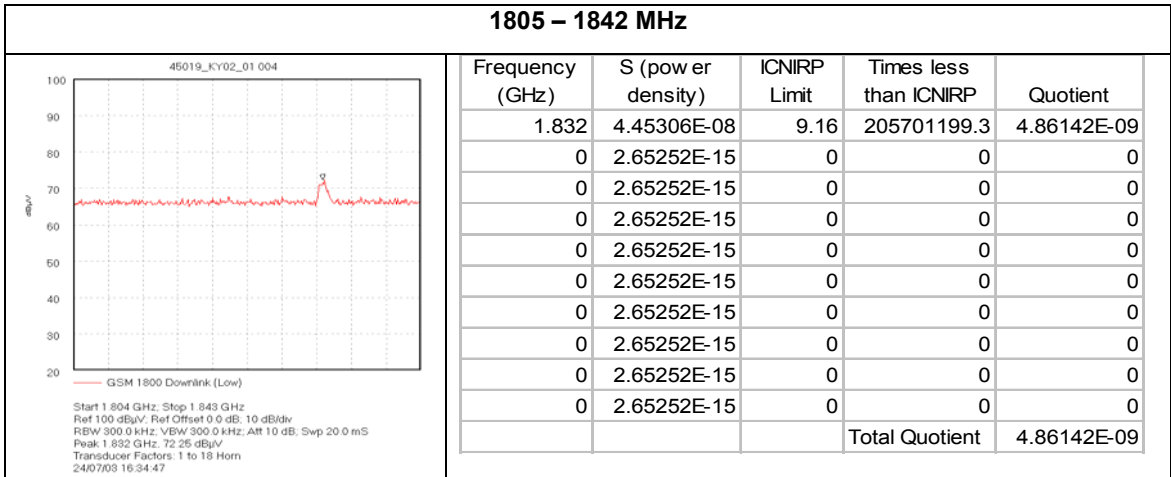 1805 – 1842 MHz
45019_KY02_01 004
100
90
80
70
60
50
40
30
20
dBµV
GSM 1800 Downlink (Low)
Start 1.804 GHz; Stop 1.843 GHz
Ref 100 dBµV; Ref Offset 0.0 dB; 10 dB/div
RBW 300.0 kHz; VBW 300.0 kHz; Att 10 dB; Swp 20.0 mS
Peak 1.832 GHz, 72.25 dBµV
Transducer Factors: 1 to 18 Horn
24/07/03 16:34:47
Frequency (GHz) S (pow er density) ICNIRP Limit Times less than ICNIRP Quotient
1.832 4.45306E-08 9.16 205701199.3 4.86142E-09
0 2.65252E-15 0 0 0
0 2.65252E-15 0 0 0
0 2.65252E-15 0 0 0
0 2.65252E-15 0 0 0
0 2.65252E-15 0 0 0
0 2.65252E-15 0 0 0
0 2.65252E-15 0 0 0
0 2.65252E-15 0 0 0
0 2.65252E-15 0 0 0
Total Quotient 4.86142E-09